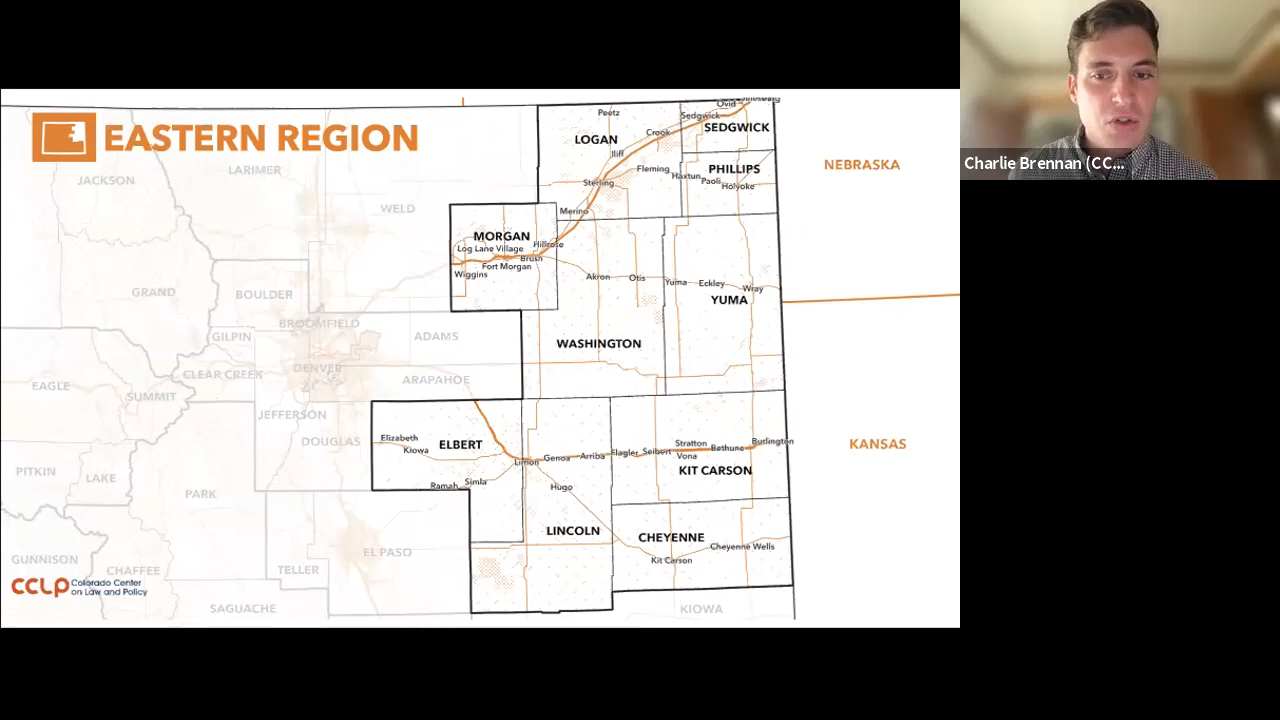 EASTERN REGION
JACKSON
LARIMER
WELD
GRAND
BOULDER
BROOMFIELD
GILPIN
ADAMS
CLEAR CREEK
DENVER
ARAPAHOE
EAGLE
SUMMIT
JEFFERSON
DOUGLAS
PITKIN
LAKE
PARK
EL PASO
GUNNISON
CHAFFEE
TELLER
SAGUACHE
KIOWA
Peetz
LOGAN
Crook
Iliff
Sterling
Fleming
Merino
Ovid
Sedgwick
SEDGWICK
PHILLIPS
Haxtun
Paoli
Holyoke
MORGAN
Log Lane Village
Hillrose
Brush
Fort Morgan
Wiggins
Akron
Otis
Yuma
Eckley
Wray
YUMA
WASHINGTON
Elizabeth
Kiowa
ELBERT
Ramah
Simla
Limon
Genoa
Arriba
Flagler
Seibert
Stratton
Vona
Bethune
Burlington
KIT CARSON
Hugo
LINCOLN
CHEYENNE
Cheyenne Wells
Kit Carson
NEBRASKA
KANSAS
CCLP Colorado Center
on Law and Policy
Charlie Brennan (CC...